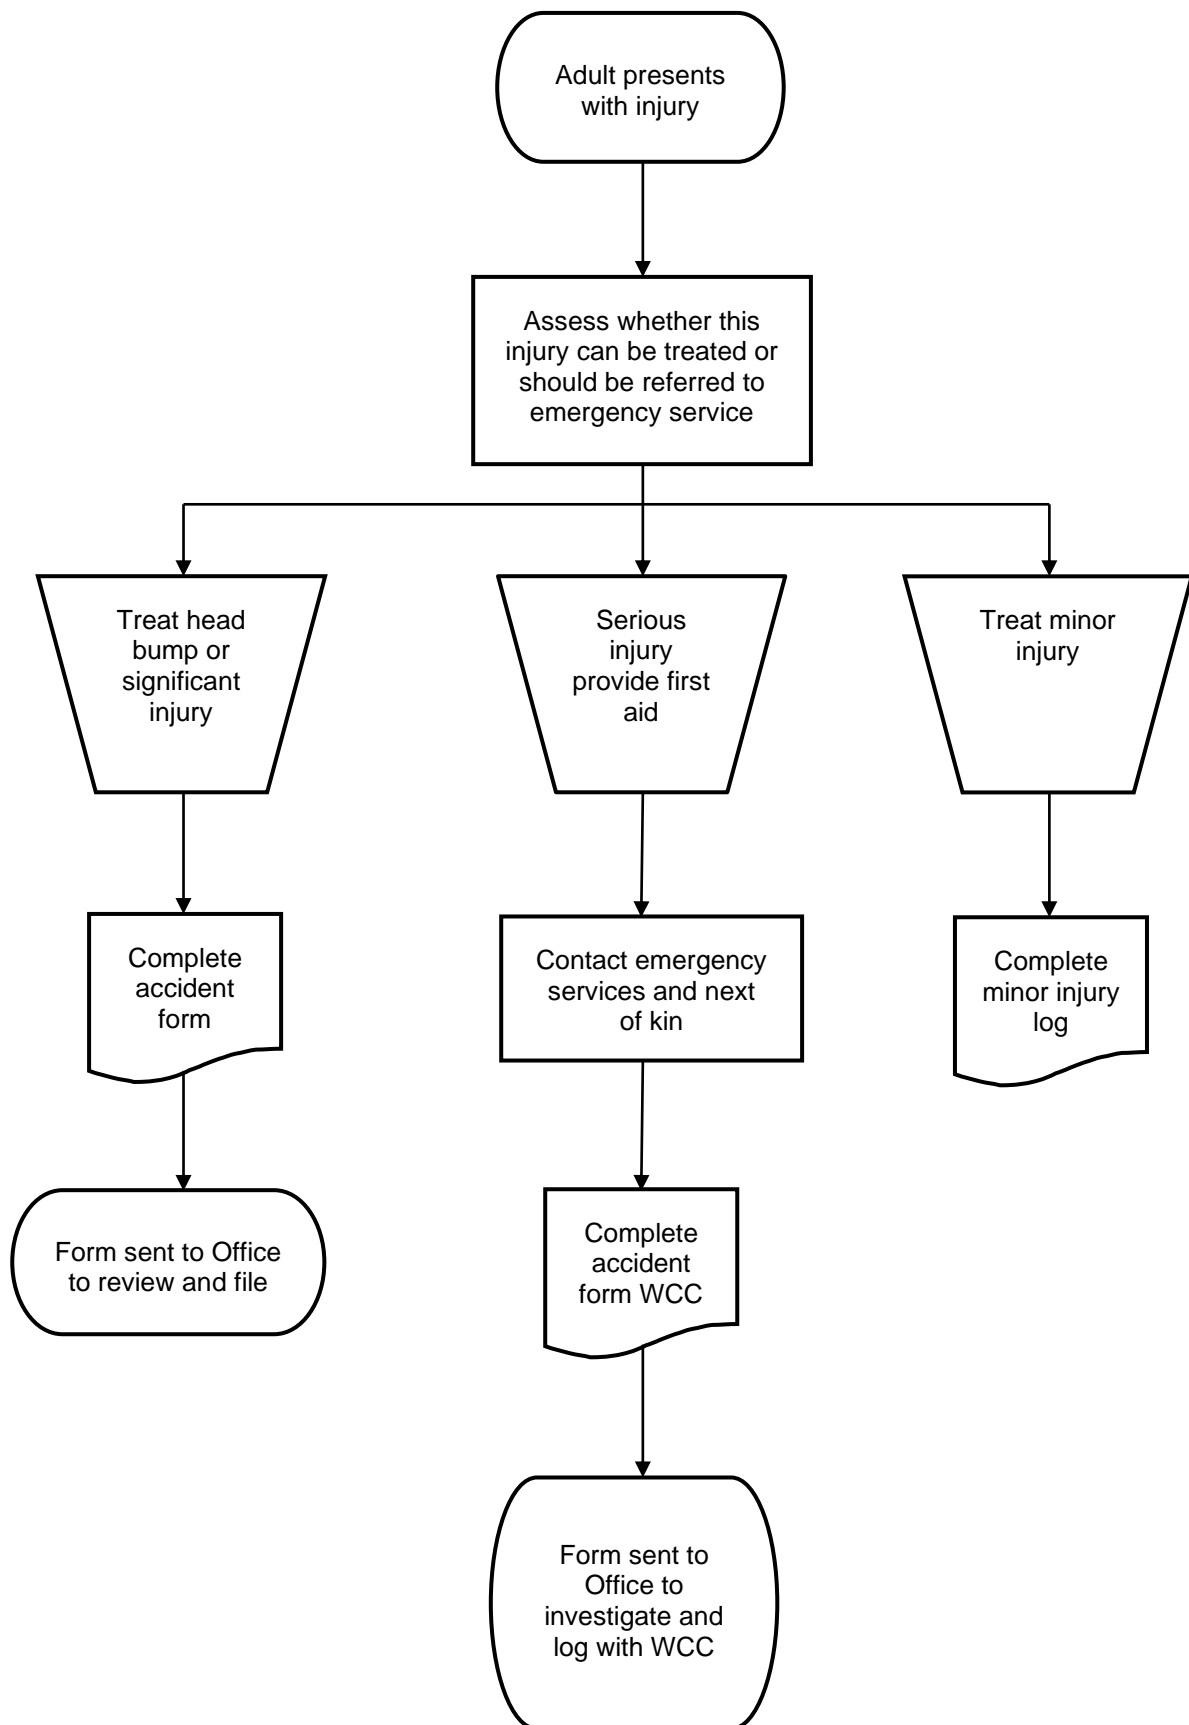 Adult presents
with injury
Assess whether this
injury can be treated or
should be referred to
emergency service
Treat head
bump or
significant
injury
Serious
injury
provide first
aid
Treat minor
injury
Complete
accident
form
Contact emergency
services and next
of kin
Complete
minor injury
log
Form sent to Office
to review and file
Complete
accident
form WCC
Form sent to
Office to
investigate and
log with WCC